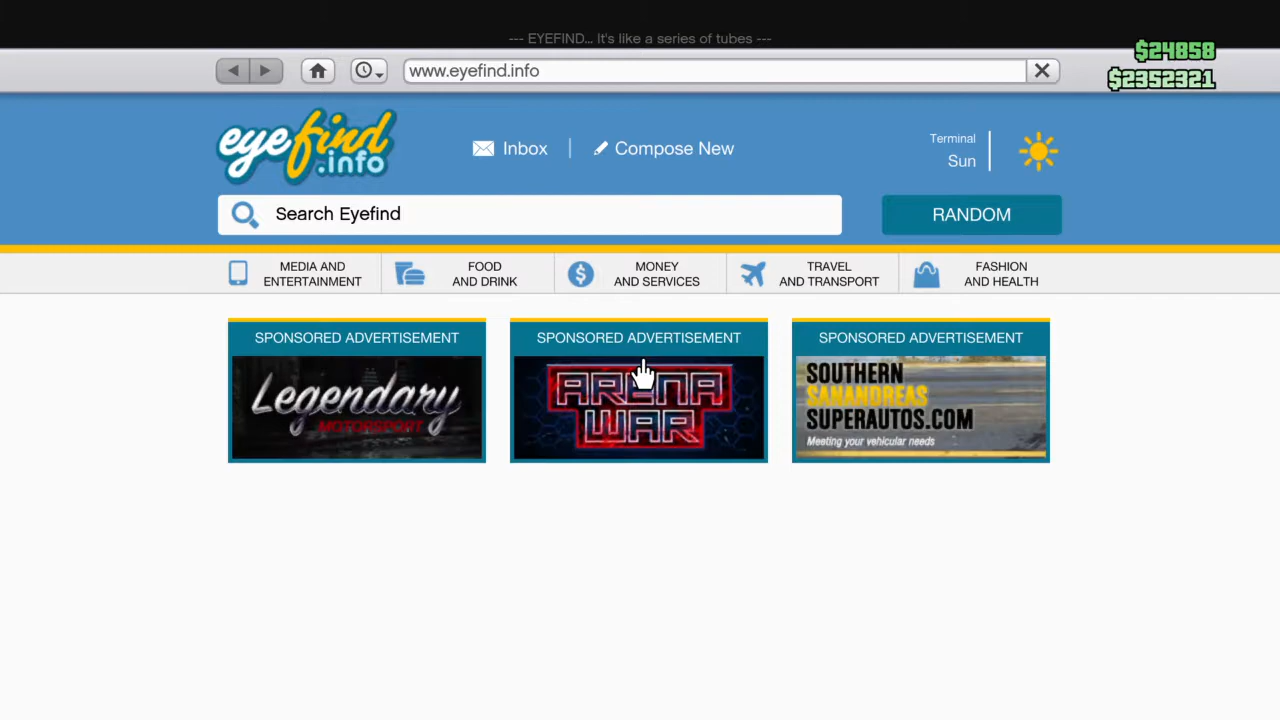 --- EYEFIND... It's like a series of tubes ---
$24858
www.eyefind.info
$2352321
eyefind
.info
Inbox
Compose New
Terminal
Sun
Search Eyefind
RANDOM
MEDIA AND
ENTERTAINMENT
FOOD
AND DRINK
MONEY
AND SERVICES
TRAVEL
AND TRANSPORT
FASHION
AND HEALTH
SPONSORED ADVERTISEMENT
Legendary
MOTORSPORT
SPONSORED ADVERTISEMENT
ARENA
WAR
SPONSORED ADVERTISEMENT
SOUTHERN
SANANDREAS
SUPERAUTOS.COM
Meeting your vehicular needs